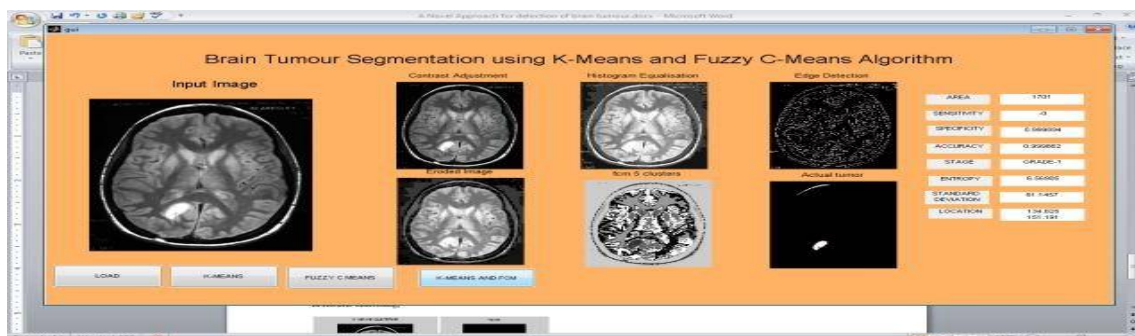 A Novel Approach for detection of brain tumour.docx - Microsoft Word
gui
Paste
Brain Tumour Segmentation using K-Means and Fuzzy C-Means Algorithm
Input Image
Contrast Adjustment
Histogram Equalisation
Edge Detection
Eroded Image
fcm 5 clusters
Actual tumor
AREA 1701
SENSITIVITY -0
SPECIFICITY
ACCURACY
STAGE GRADE-1
ENTROPY
STANDARD DEVIATION
LOCATION
LOAD
K-MEANS
FUZZY C MEANS
K-MEANS AND FCM